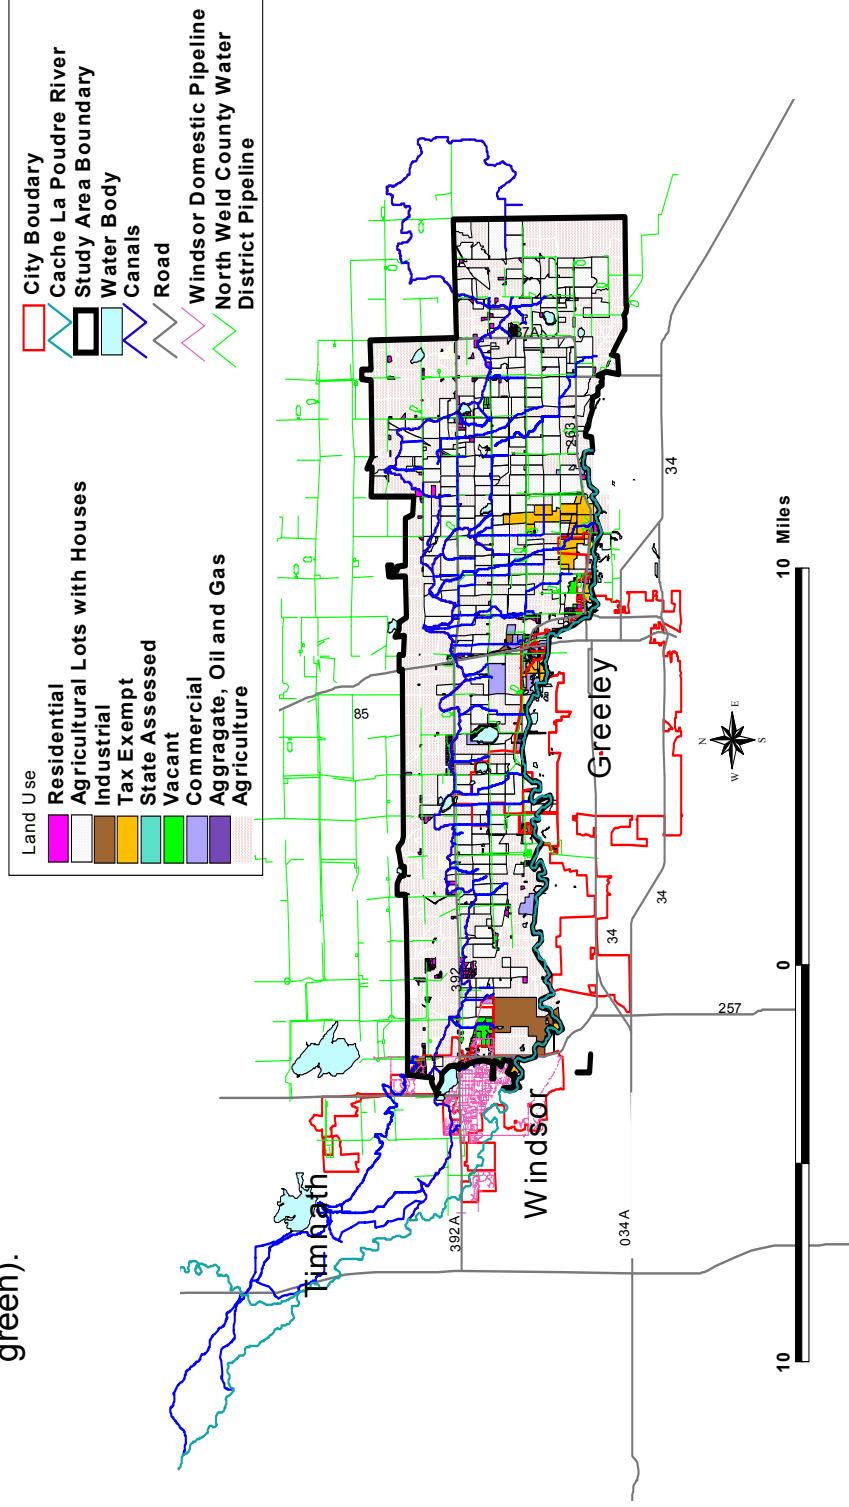 green).
City Boudary
Cache La Poudre River
Study Area Boundary
Water Body
Canals
Road
Windsor Domestic Pipeline
North Weld County Water
District Pipeline
Land Use
Residential
Agricultural Lots with Houses
Industrial
Tax Exempt
State Assessed
Vacant
Commercial
Aggragate, Oil and Gas
Agriculture
Timnath
Windsor
Greeley
392A
392
85
263
37A
34
34
34
257
034A
N
E
S
W
10
0
10
Miles